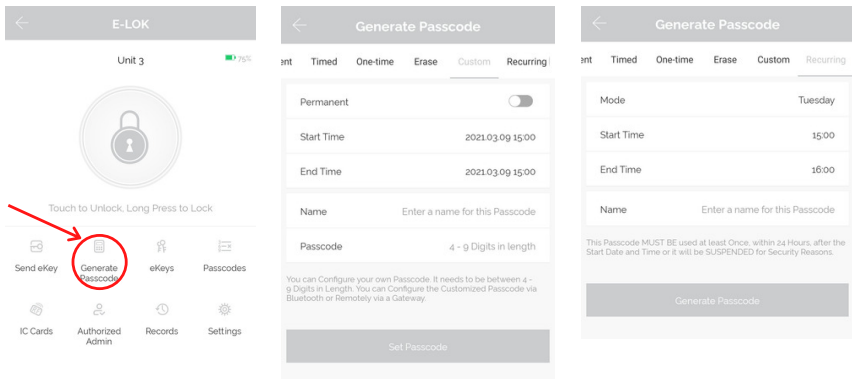 E-LOK
Unit 3
75%
Touch to Unlock, Long Press to Lock
Send eKey
Generate
Passcode
eKeys
Passcodes
IC Cards
Authorized
Admin
Records
Settings
Generate Passcode
ent Timed One-time Erase Custom Recurring
Permanent
Start Time 2021.03.09 15:00
End Time 2021.03.09 15:00
Name Enter a name for this Passcode
Passcode 4 - 9 Digits in length
You can Configure your own Passcode. It needs to be between 4 -
9 Digits in Length. You can Configure the Customized Passcode via
Bluetooth or Remotely via a Gateway.
Set Passcode
Generate Passcode
ent Timed One-time Erase Custom Recurring
Mode Tuesday
Start Time 15:00
End Time 16:00
Name Enter a name for this Passcode
This Passcode MUST BE used at least Once, within 24 Hours, after the
Start Date and Time or it will be SUSPENDED for Security Reasons.
Generate Passcode